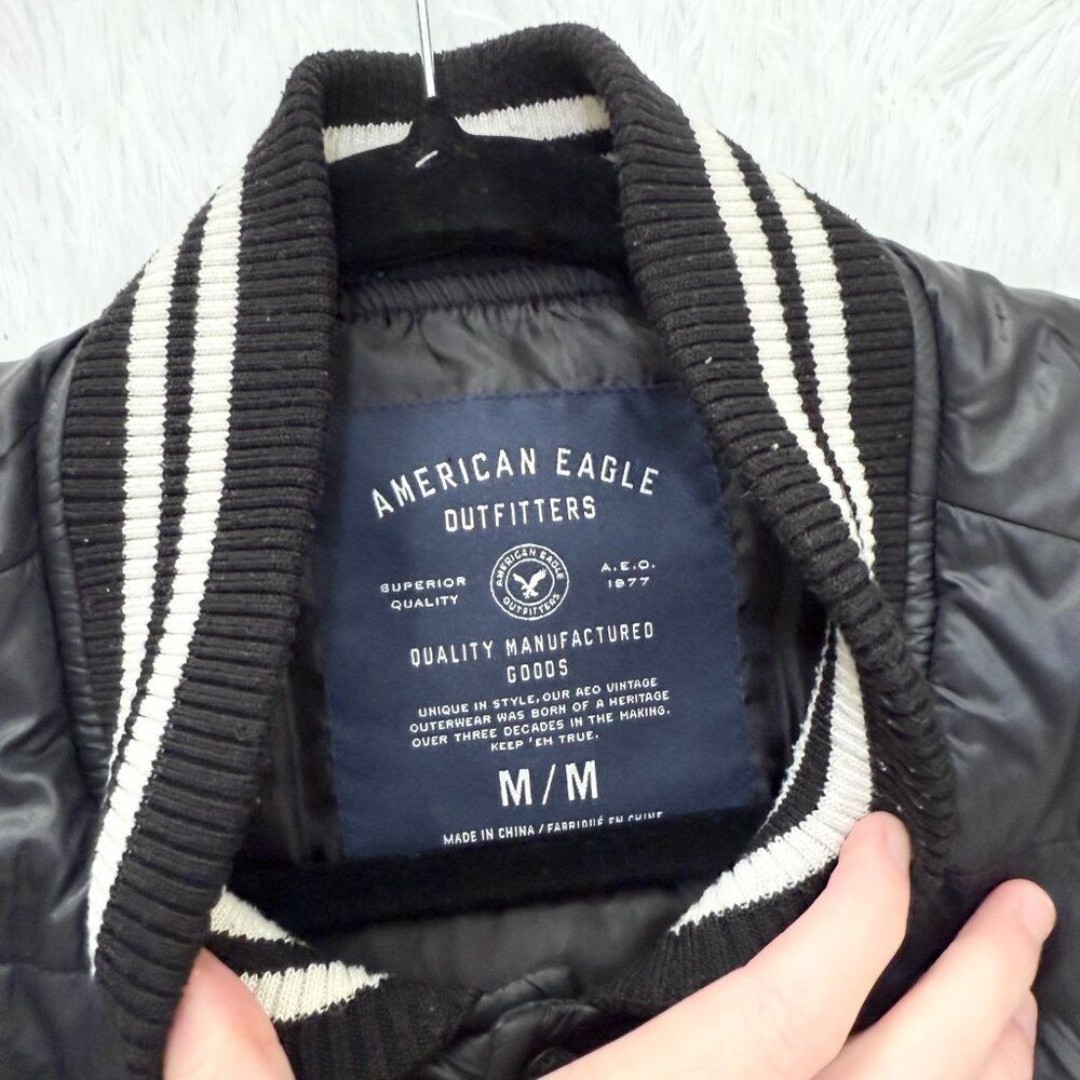 AMERICAN EAGLE
OUTFITTERS
SUPERIOR
QUALITY
AMERICAN EAGLE
OUTFITTERS
A.E.O.
1977
QUALITY MANUFACTURED
GOODS
UNIQUE IN STYLE, OUR AEO VINTAGE
OUTERWEAR WAS BORN OF A HERITAGE
OVER THREE DECADES IN THE MAKING.
KEEP 'EM TRUE.
M/M
MADE IN CHINA / FABRIQUÉ EN CHINE